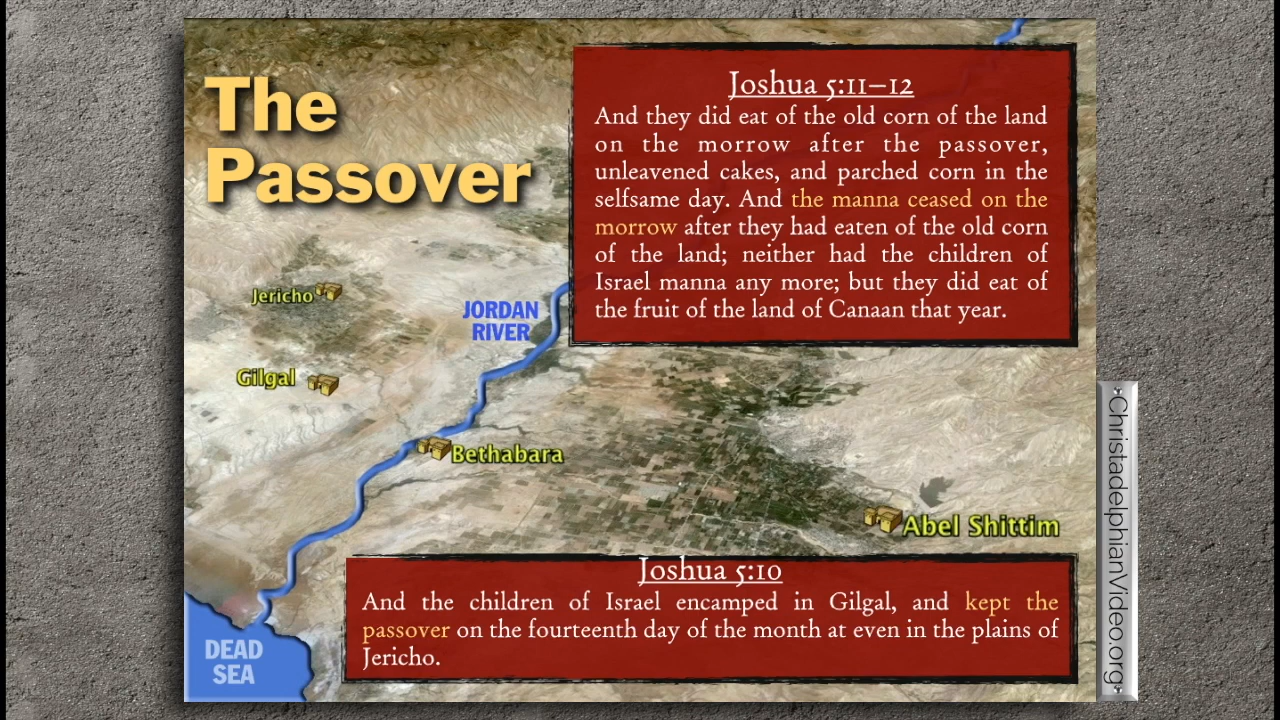 The
Passover
Joshua 5:11–12
And they did eat of the old corn of the land
on the morrow after the passover,
unleavened cakes, and parched corn in the
selfsame day. And the manna ceased on the
morrow after they had eaten of the old corn
of the land; neither had the children of
Israel manna any more; but they did eat of
the fruit of the land of Canaan that year.
Jericho
JORDAN
RIVER
Gilgal
Bethabara
Abel Shittim
Joshua 5:10
And the children of Israel encamped in Gilgal, and kept the
passover on the fourteenth day of the month at even in the plains of
Jericho.
DEAD
SEA
ChristadelphianVideo.org